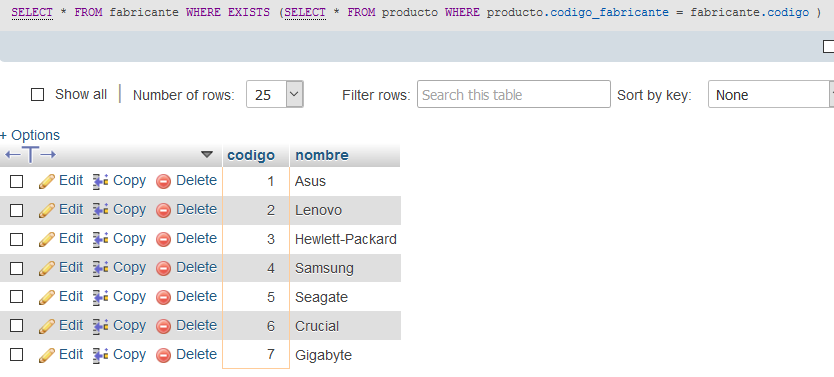 SELECT * FROM fabricante WHERE EXISTS (SELECT * FROM producto WHERE producto.codigo_fabricante = fabricante.codigo )
Show all Number of rows: 25 Filter rows: Search this table Sort by key: None
+ Options
codigo nombre
Edit Copy Delete 1 Asus
Edit Copy Delete 2 Lenovo
Edit Copy Delete 3 Hewlett-Packard
Edit Copy Delete 4 Samsung
Edit Copy Delete 5 Seagate
Edit Copy Delete 6 Crucial
Edit Copy Delete 7 Gigabyte